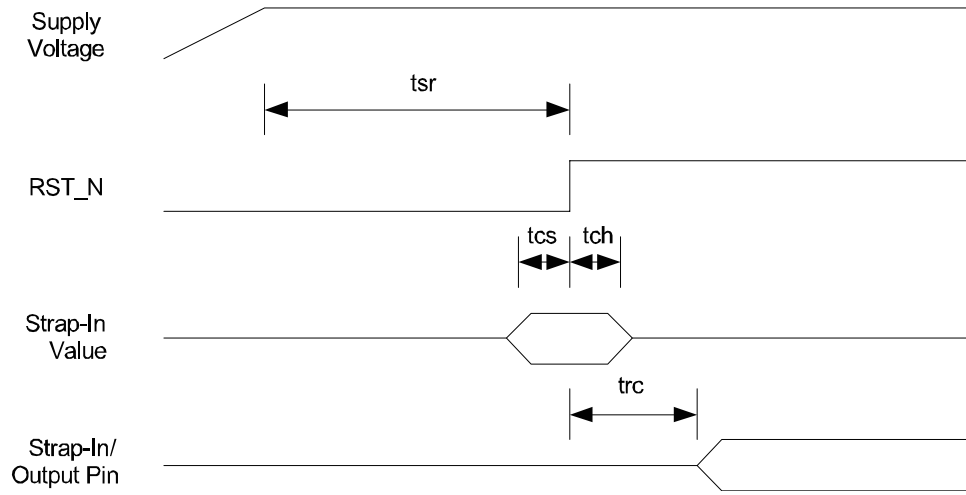 Supply
Voltage
tsr
RST_N
tcs
tch
Strap-In
Value
trc
Strap-In/
Output Pin